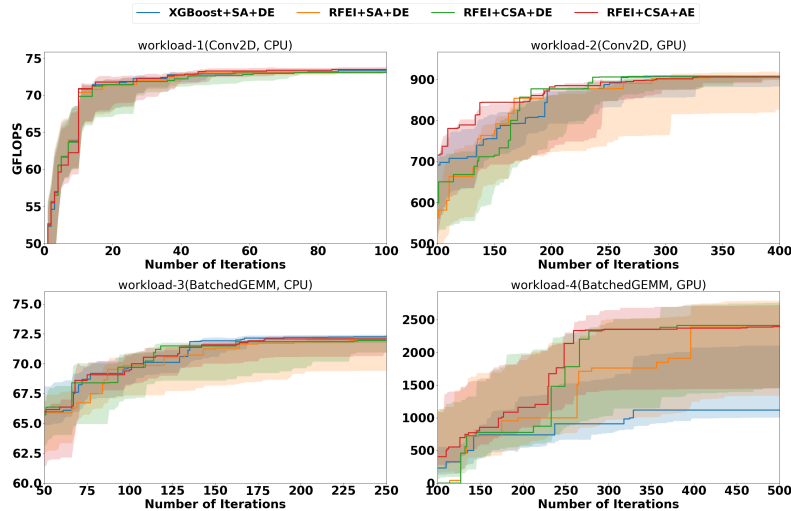 XGBoost+SA+DE RFEI+SA+DE RFEI+CSA+DE RFEI+CSA+AE
workload-1(Conv2D, CPU)
75
70
65
60
55
50
GFLOPS
0 20 40 60 80 100
Number of Iterations
workload-2(Conv2D, GPU)
900
800
700
600
500
100 150 200 250 300 350 400
Number of Iterations
workload-3(BatchedGEMM, CPU)
75.0
72.5
70.0
67.5
65.0
62.5
60.0
50 75 100 125 150 175 200 225 250
Number of Iterations
workload-4(BatchedGEMM, GPU)
2500
2000
1500
1000
500
0
100 150 200 250 300 350 400 450 500
Number of Iterations